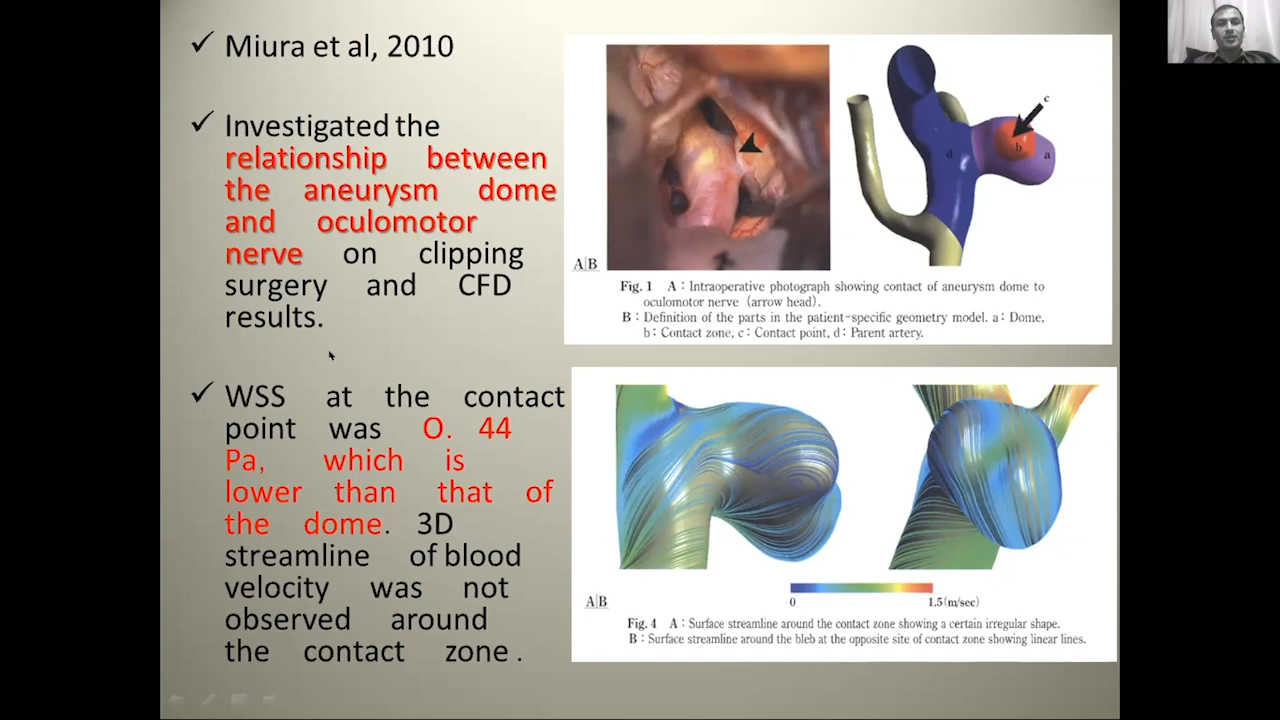 ✓ Miura et al, 2010
✓ Investigated the
relationship between
the aneurysm dome
and oculomotor
nerve on clipping
surgery and CFD
results.
✓ WSS at the contact
point was O. 44
Pa, which is
lower than that of
the dome. 3D
streamline of blood
velocity was not
observed around
the contact zone .
c
b
a
d
A|B
Fig. 1 A : Intraoperative photograph showing contact of aneurysm dome to
oculomotor nerve (arrow head).
B : Definition of the parts in the patient-specific geometry model. a : Dome,
b : Contact zone, c : Contact point, d : Parent artery.
0 1.5 (m/sec)
A|B
Fig. 4 A : Surface streamline around the contact zone showing a certain irregular shape.
B : Surface streamline around the bleb at the opposite site of contact zone showing linear lines.